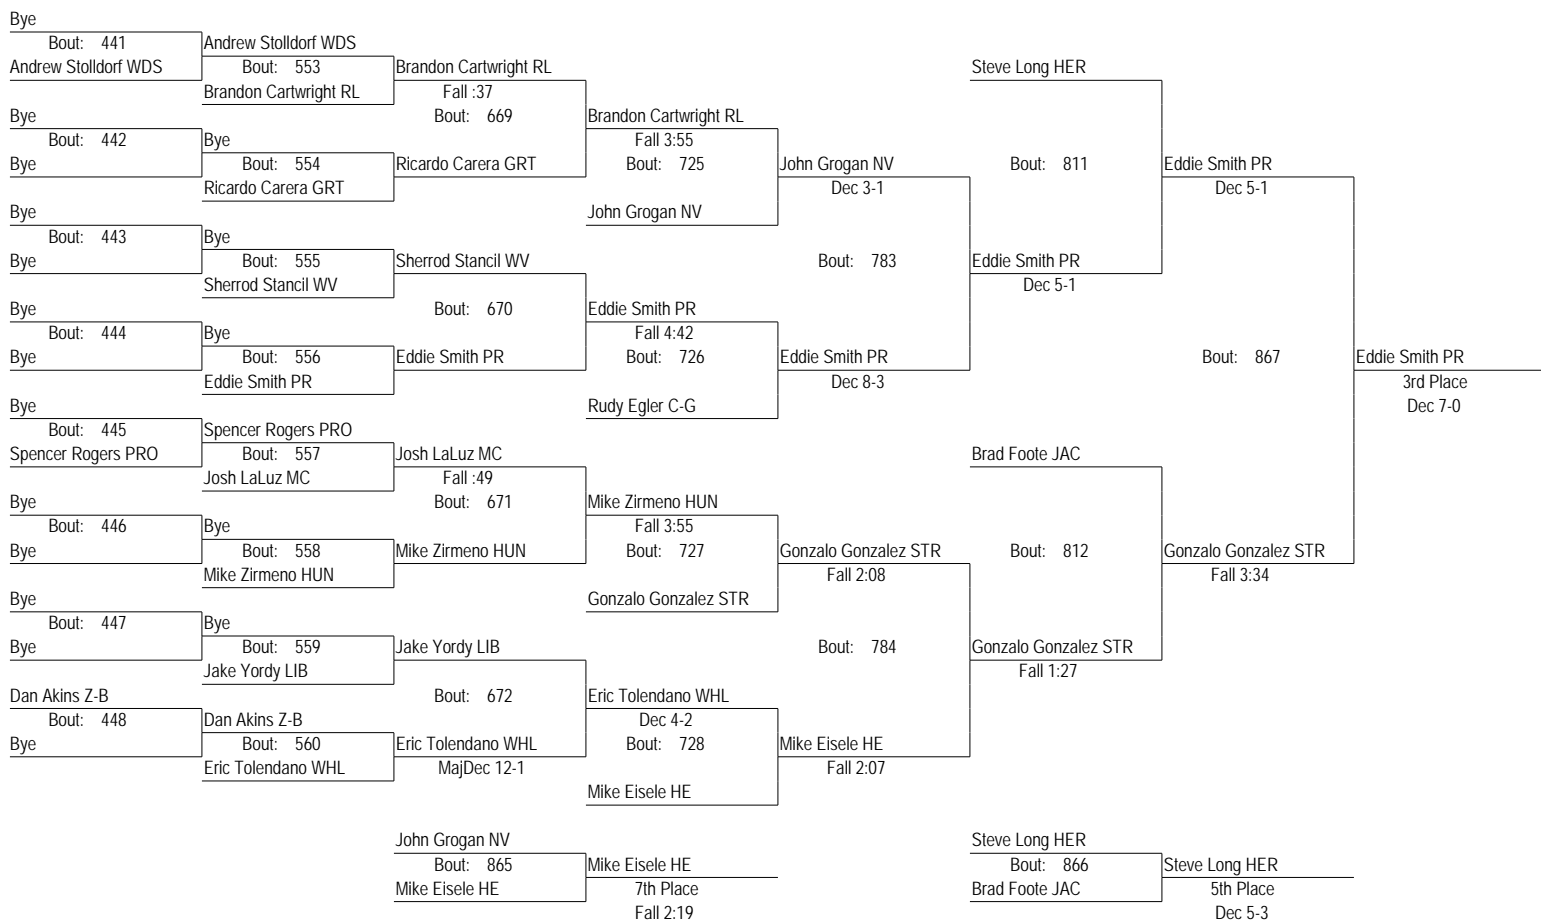 Bye
Bout: 441
Andrew Stolldorf WDS
Bye
Bout: 442
Bye
Bye
Bout: 443
Bye
Bye
Bout: 444
Bye
Bye
Bout: 445
Spencer Rogers PRO
Bye
Bout: 446
Bye
Bye
Bout: 447
Bye
Dan Akins Z-B
Bout: 448
Bye
Andrew Stolldorf WDS
Bout: 553
Brandon Cartwright RL
Bye
Bout: 554
Ricardo Carera GRT
Bye
Bout: 555
Sherrod Stancil WV
Bye
Bout: 556
Eddie Smith PR
Spencer Rogers PRO
Bout: 557
Josh LaLuz MC
Bye
Bout: 558
Mike Zirmeno HUN
Bye
Bout: 559
Jake Yordy LIB
Dan Akins Z-B
Bout: 560
Eric Tolendano WHL
Brandon Cartwright RL
Fall :37
Bout: 669
Ricardo Carera GRT
Sherrod Stancil WV
Bout: 670
Eddie Smith PR
Josh LaLuz MC
Fall :49
Bout: 671
Mike Zirmeno HUN
Jake Yordy LIB
Bout: 672
Eric Tolendano WHL
MajDec 12-1
Brandon Cartwright RL
Fall 3:55
Bout: 725
John Grogan NV
Eddie Smith PR
Fall 4:42
Bout: 726
Rudy Egler C-G
Mike Zirmeno HUN
Fall 3:55
Bout: 727
Gonzalo Gonzalez STR
Eric Tolendano WHL
Dec 4-2
Bout: 728
Mike Eisele HE
John Grogan NV
Dec 3-1
Bout: 783
Eddie Smith PR
Dec 8-3
Gonzalo Gonzalez STR
Fall 2:08
Bout: 784
Mike Eisele HE
Fall 2:07
Steve Long HER
Bout: 811
Eddie Smith PR
Dec 5-1
Brad Foote JAC
Bout: 812
Gonzalo Gonzalez STR
Fall 1:27
Eddie Smith PR
Dec 5-1
Bout: 867
Gonzalo Gonzalez STR
Fall 3:34
Eddie Smith PR
3rd Place
Dec 7-0
John Grogan NV
Bout: 865
Mike Eisele HE
Mike Eisele HE
7th Place
Fall 2:19
Steve Long HER
Bout: 866
Brad Foote JAC
Steve Long HER
5th Place
Dec 5-3